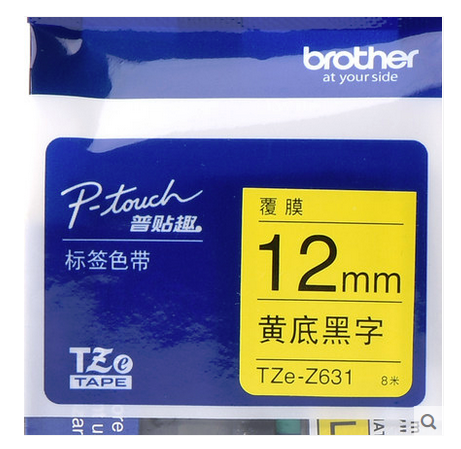 brother
at your side
P-touch
普贴趣
标签色带
覆膜
12mm
黄底黑字
TZe-Z631 8米
TZe
TAPE